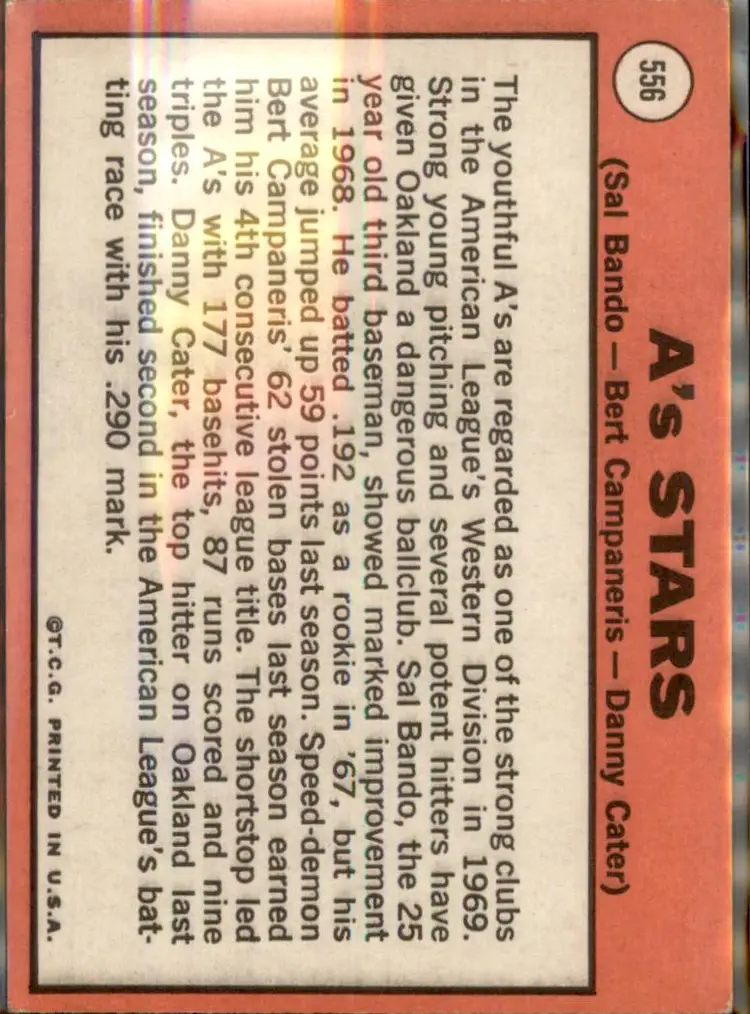 556
A's STARS
(Sal Bando — Bert Campaneris — Danny Cater)
The youthful A's are regarded as one of the strong clubs
in the American League's Western Division in 1969.
Strong young pitching and several potent hitters have
given Oakland a dangerous ballclub. Sal Bando, the 25
year old third baseman, showed marked improvement
in 1968. He batted .192 as a rookie in '67, but his
average jumped up 59 points last season. Speed-demon
Bert Campaneris' 62 stolen bases last season earned
him his 4th consecutive league title. The shortstop led
the A's with 177 basehits, 87 runs scored and nine
triples. Danny Cater, the top hitter on Oakland last
season, finished second in the American League's bat-
ting race with his .290 mark.
©T.C.G. PRINTED IN U.S.A.